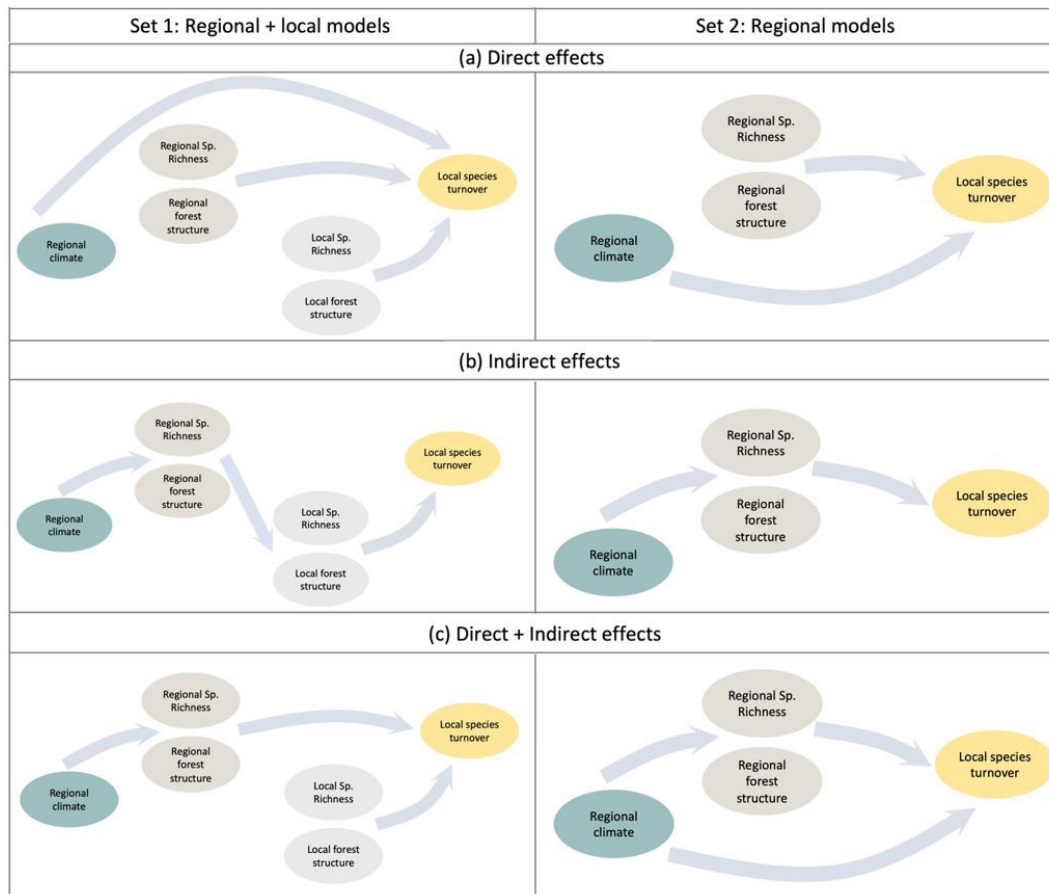 Set 1: Regional + local models
Set 2: Regional models
(a) Direct effects
Regional Sp.
Richness
Regional
forest
structure
Regional
climate
Local Sp.
Richness
Local forest
structure
Local species
turnover
Regional Sp.
Richness
Regional
forest
structure
Regional
climate
Local species
turnover
(b) Indirect effects
Regional Sp.
Richness
Regional
forest
structure
Regional
climate
Local Sp.
Richness
Local forest
structure
Local species
turnover
Regional Sp.
Richness
Regional
forest
structure
Regional
climate
Local species
turnover
(c) Direct + Indirect effects
Regional Sp.
Richness
Regional
forest
structure
Regional
climate
Local Sp.
Richness
Local forest
structure
Local species
turnover
Regional Sp.
Richness
Regional
forest
structure
Regional
climate
Local species
turnover